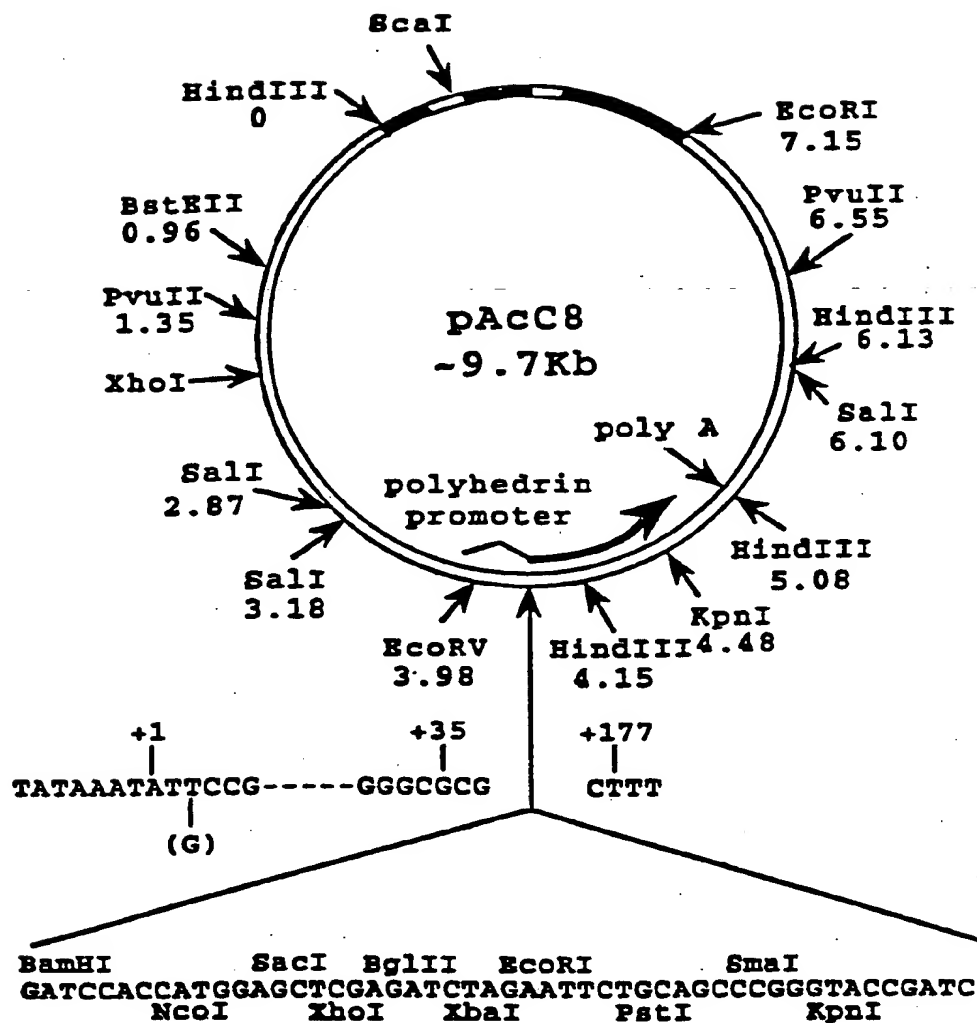 ScaI
HindIII
0
EcoRI
7.15
BstEII
0.96
PvuII
6.55
PvuII
1.35
pAcC8
~9.7Kb
HindIII
6.13
XhoI
SalI
6.10
poly A
SalI
2.87
polyhedrin
promoter
HindIII
5.08
SalI
3.18
KpnI
4.48
EcoRV
3.98
HindIII
4.15
+1
+35
+177
TATAAATATTCCG-----GGGCGCG
CTTT
(G)
BamHI SacI BglII EcoRI SmaI
GATCCACCATGGAGCTCGAGATCTAGAATTCTGCAGCCCGGGTACCGATC
NcoI XhoI XbaI PstI KpnI